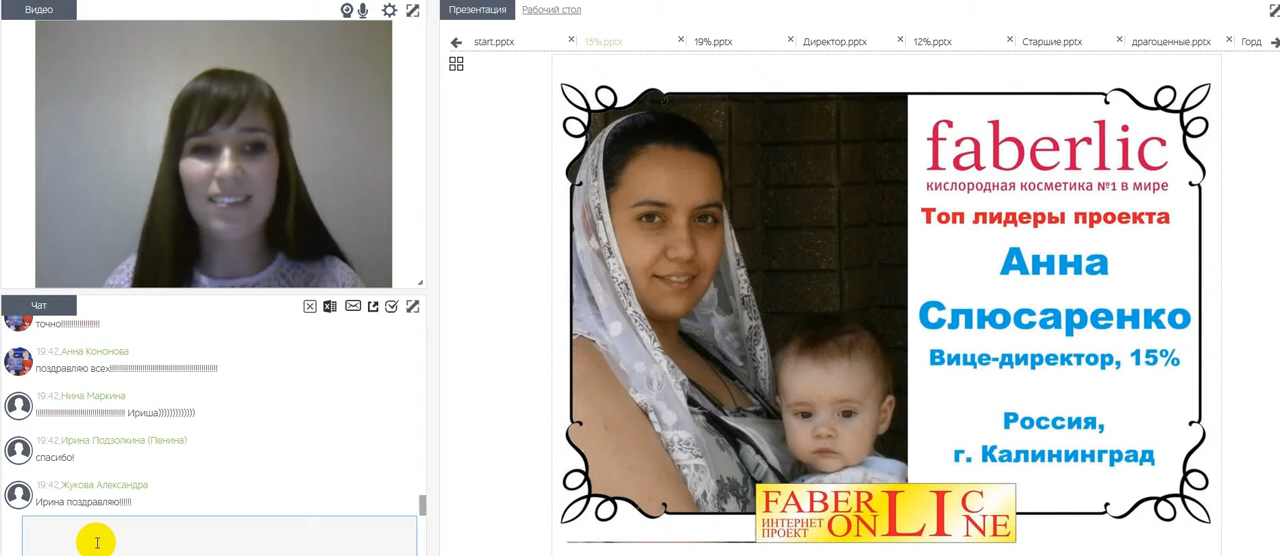 Видео
Чат
точно!!!!!!!!!!!!!!!!!!!
19:42,Анна Кононова
поздравляю всех!!!!!!!!!!!!!!!!!!!!!!!!!!!!!!!!!!!!!!!!!!!!!!!!!!!!!
19:42,Нина Маркина
!!!!!!!!!!!!!!!!!!!!!!!!!!!!!!!!!!!!!!!!!!!! Ириша)))))))))))))
19:42,Ирина Подзолкина (Пенина)
спасибо!
19:42,Жукова Александра
Ирина поздравляю!!!!!!
Презентация Рабочий стол
start.pptx 15%.pptx 19%.pptx Директор.pptx 12%.pptx Старшие.pptx драгоценные.pptx Горд
faberlic
кислородная косметика №1 в мире
Топ лидеры проекта
Анна
Слюсаренко
Вице-директор, 15%
Россия,
г. Калининград
FABERLIC
ИНТЕРНЕТ
ПРОЕКТ
ONLINE